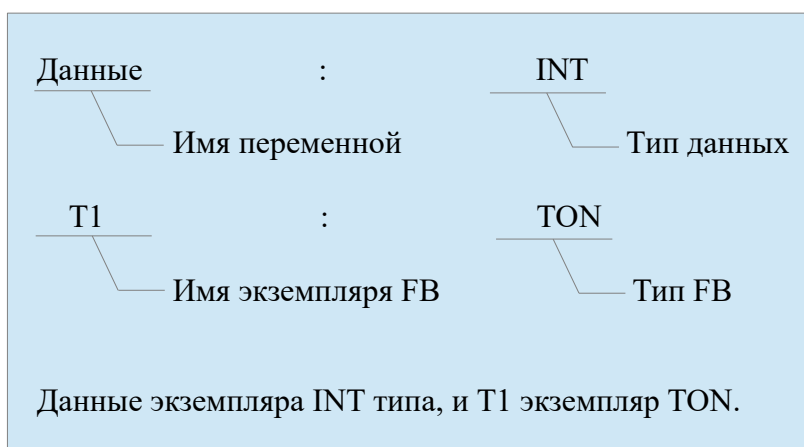 Данные : INT
Имя переменной Тип данных
T1 : TON
Имя экземпляря FB Тип FB
Данные экземпляра INT типа, и T1 экземпляр TON.